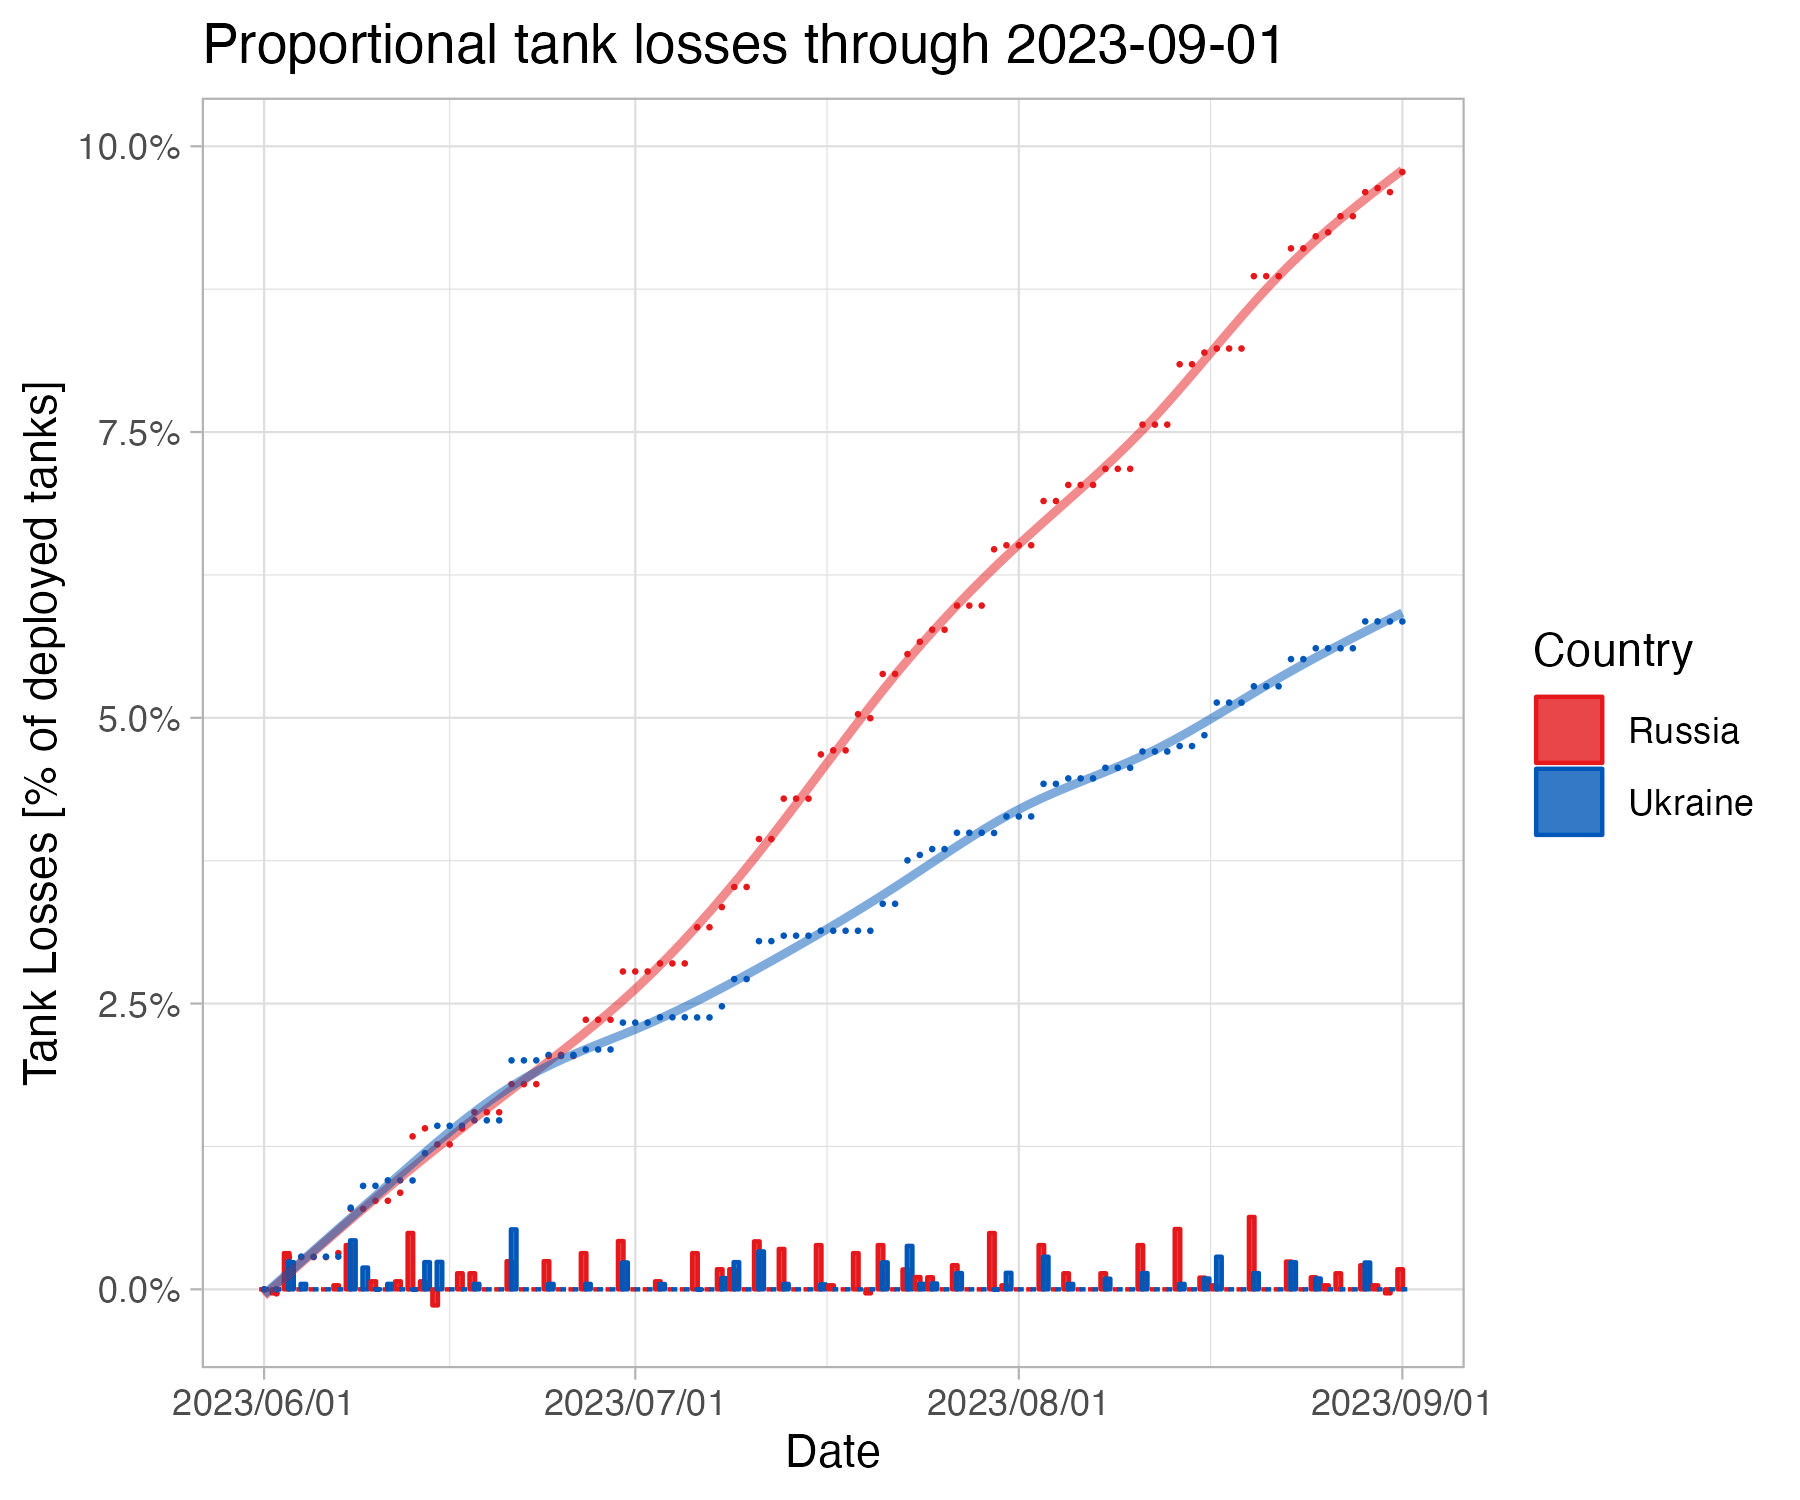 Proportional tank losses through 2023-09-01
Tank Losses [% of deployed tanks]
10.0%
7.5%
5.0%
2.5%
0.0%
2023/06/01
2023/07/01
2023/08/01
2023/09/01
Date
Country
Russia
Ukraine